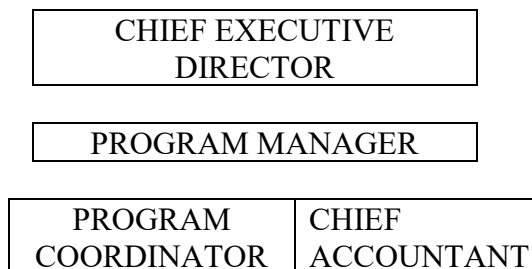 CHIEF EXECUTIVE
DIRECTOR
PROGRAM MANAGER
PROGRAM
COORDINATOR
CHIEF
ACCOUNTANT